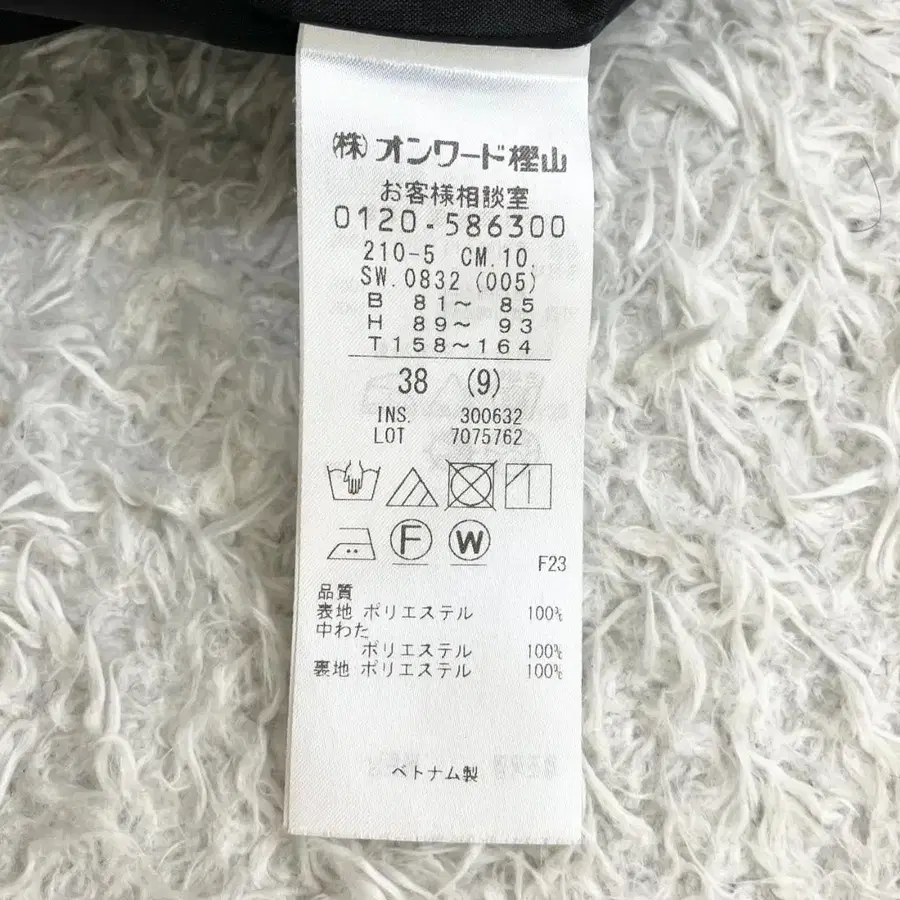 ㈱オンワード樫山
お客様相談室
0120-586300
210-5 CM.10.
SW.0832 (005)
B 81～ 85
H 89～ 93
T158～164
38 (9)
INS. 300632
LOT 7075762
F W
F23
品質
表地 ポリエステル 100%
中わた
ポリエステル 100%
裏地 ポリエステル 100%
ベトナム製